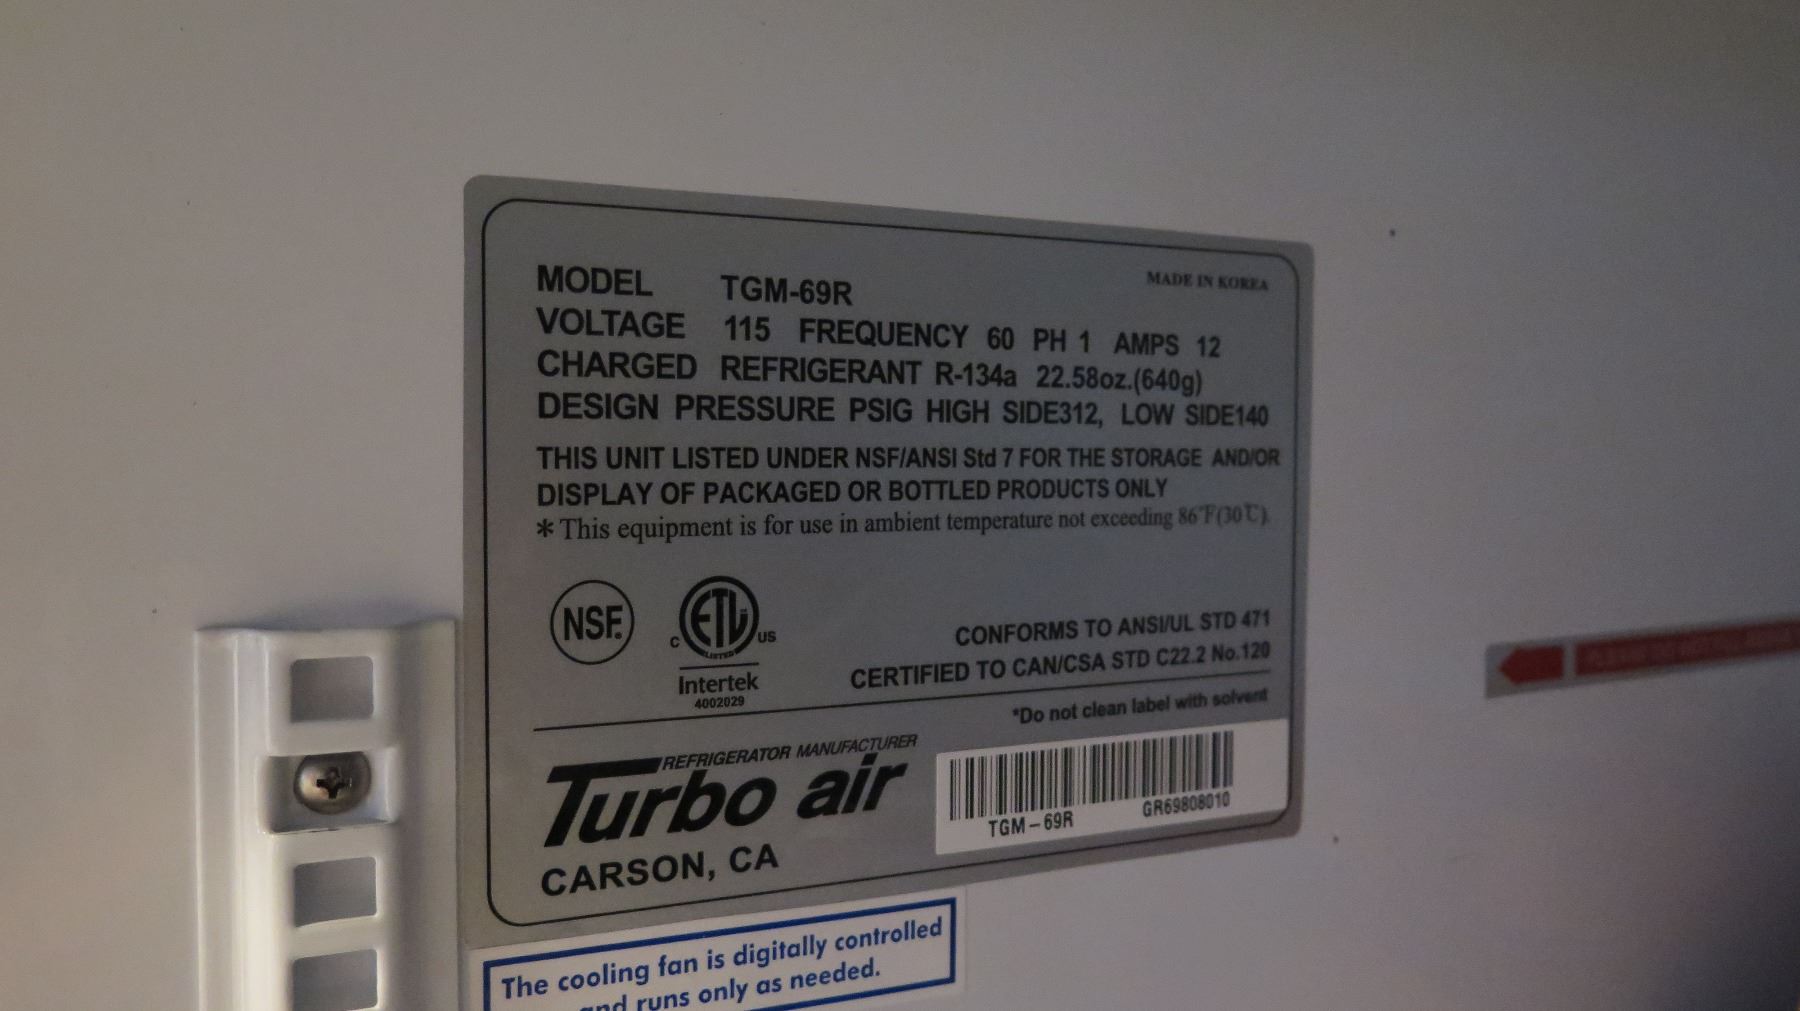 MODEL TGM-69R
MADE IN KOREA
VOLTAGE 115 FREQUENCY 60 PH 1 AMPS 12
CHARGED REFRIGERANT R-134a 22.58oz.(640g)
DESIGN PRESSURE PSIG HIGH SIDE312, LOW SIDE140
THIS UNIT LISTED UNDER NSF/ANSI Std 7 FOR THE STORAGE AND/OR
DISPLAY OF PACKAGED OR BOTTLED PRODUCTS ONLY
* This equipment is for use in ambient temperature not exceeding 86°F(30℃).
NSF.
C ETL US
LISTED
Intertek
4002029
CONFORMS TO ANSI/UL STD 471
CERTIFIED TO CAN/CSA STD C22.2 No.120
*Do not clean label with solvent
REFRIGERATOR MANUFACTURER
Turbo air
CARSON, CA
TGM-69R GR69808010
The cooling fan is digitally controlled
and runs only as needed.